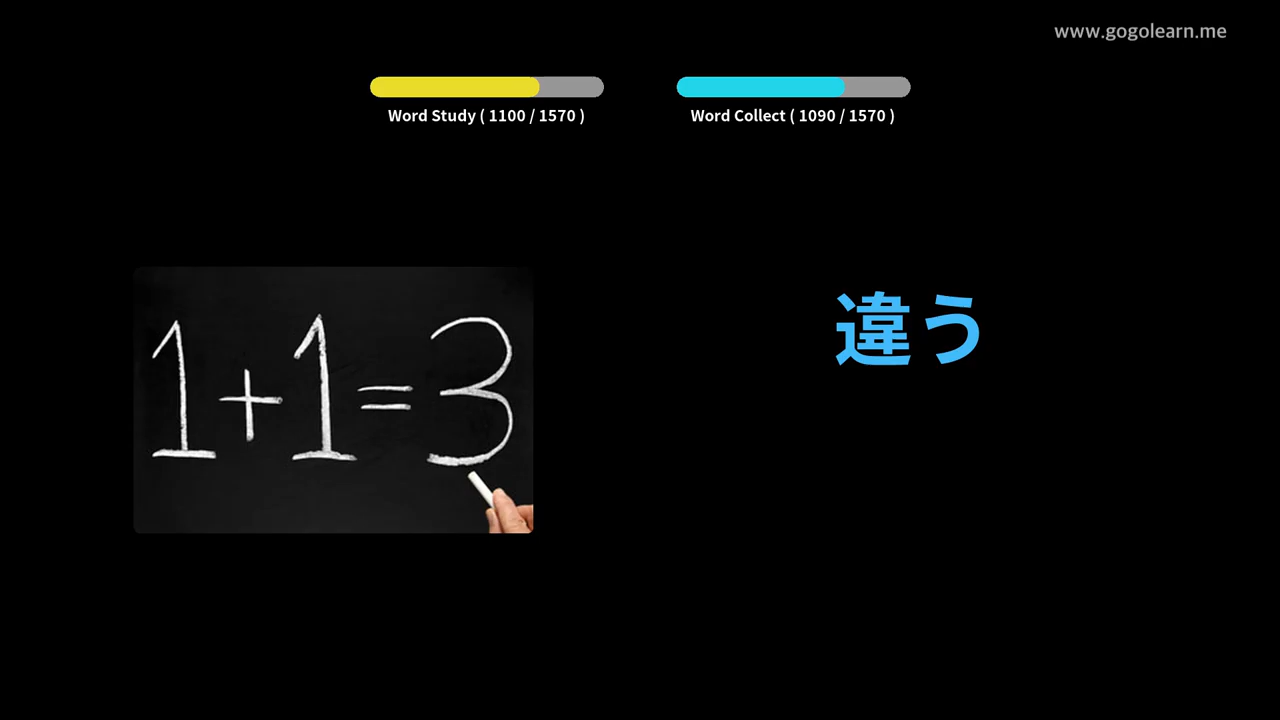 www.gogolearn.me
Word Study ( 1100 / 1570 )
Word Collect ( 1090 / 1570 )
1+1=3
違う